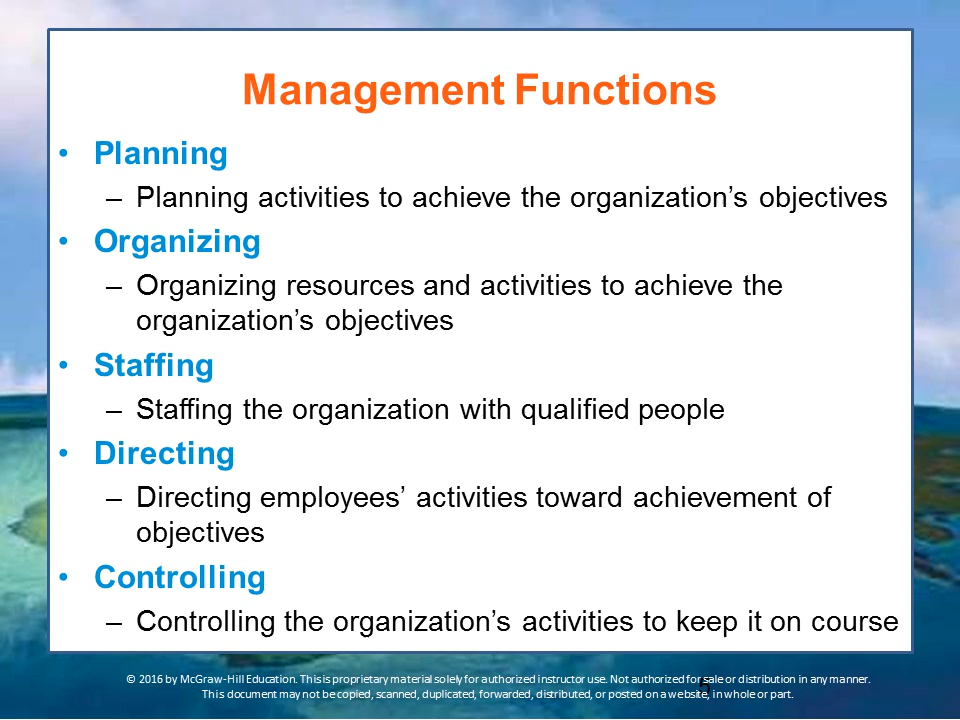 Management Functions
• Planning
– Planning activities to achieve the organization’s objectives
• Organizing
– Organizing resources and activities to achieve the
organization’s objectives
• Staffing
– Staffing the organization with qualified people
• Directing
– Directing employees’ activities toward achievement of
objectives
• Controlling
– Controlling the organization’s activities to keep it on course
© 2016 by McGraw-Hill Education. This is proprietary material solely for authorized instructor use. Not authorized for sale or distribution in any manner.
This document may not be copied, scanned, duplicated, forwarded, distributed, or posted on a website, in whole or part.
5